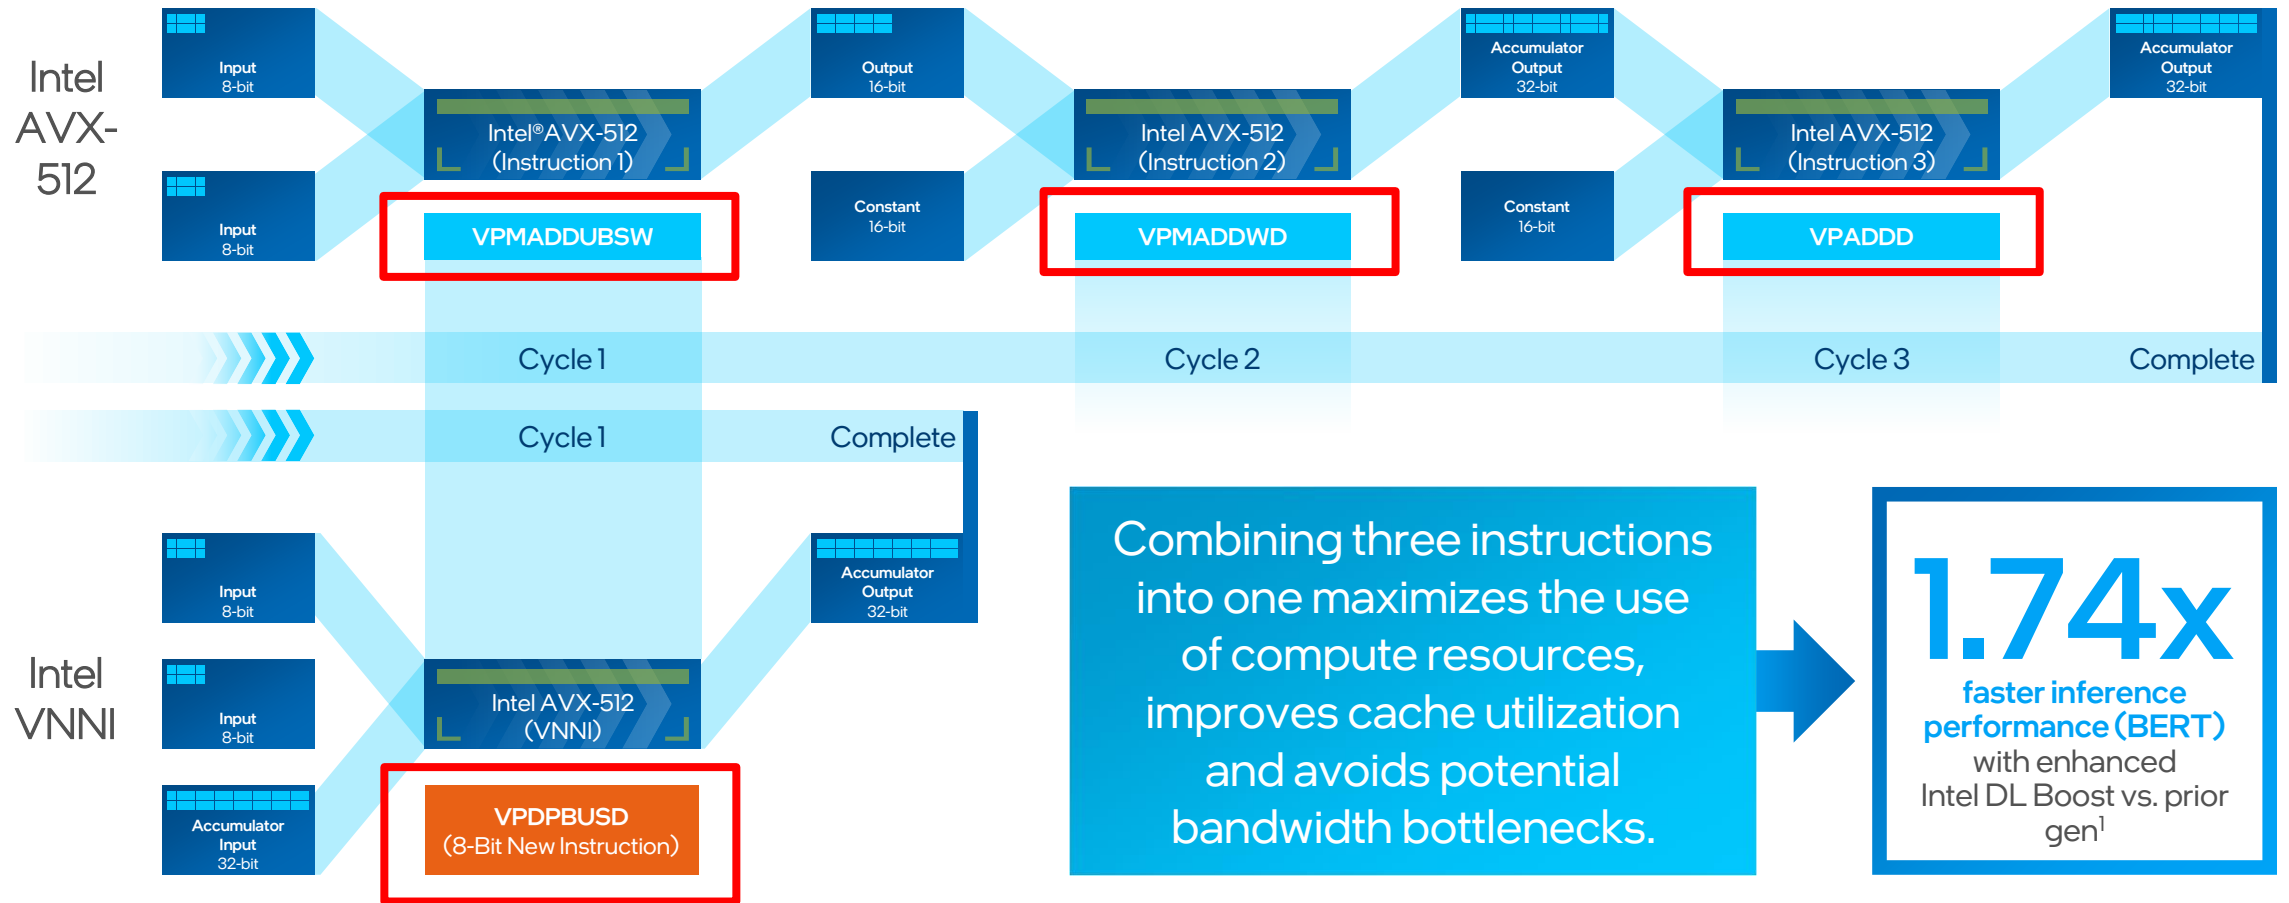 Intel
AVX-
512
Input
8-bit
Input
8-bit
Intel®AVX-512
(Instruction 1)
VPMADDUBSW
Output
16-bit
Constant
16-bit
Intel AVX-512
(Instruction 2)
VPMADDWD
Accumulator
Output
32-bit
Constant
16-bit
Intel AVX-512
(Instruction 3)
VPADDD
Accumulator
Output
32-bit
Cycle 1
Cycle 2
Cycle 3
Complete
Cycle 1
Complete
Intel
VNNI
Input
8-bit
Input
8-bit
Accumulator
Input
32-bit
Intel AVX-512
(VNNI)
VPDPBUSD
(8-Bit New Instruction)
Accumulator
Output
32-bit
Combining three instructions
into one maximizes the use
of compute resources,
improves cache utilization
and avoids potential
bandwidth bottlenecks.
1.74x
faster inference
performance (BERT)
with enhanced
Intel DL Boost vs. prior
gen¹